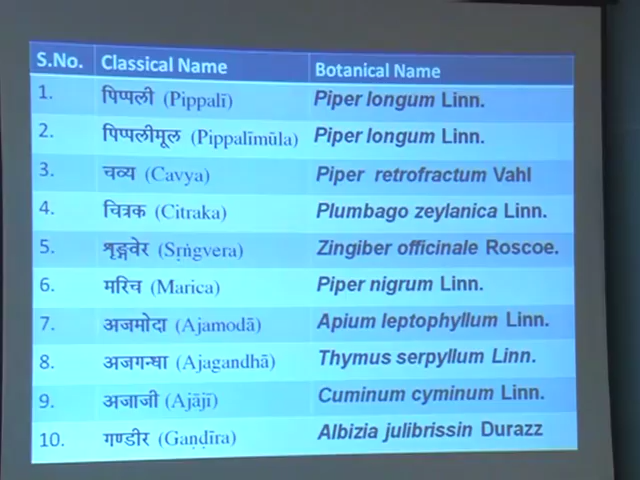 S.No. Classical Name Botanical Name
1. पिप्पली (Pippalī) Piper longum Linn.
2. पिप्पलीमूल (Pippalīmūla) Piper longum Linn.
3. चव्य (Cavya) Piper retrofractum Vahl
4. चित्रक (Citraka) Plumbago zeylanica Linn.
5. शृङ्गवेर (Sṛṅgvera) Zingiber officinale Roscoe.
6. मरिच (Marica) Piper nigrum Linn.
7. अजमोदा (Ajamodā) Apium leptophyllum Linn.
8. अजगन्धा (Ajagandhā) Thymus serpyllum Linn.
9. अजाजी (Ajājī) Cuminum cyminum Linn.
10. गण्डीर (Gaṇḍīra) Albizia julibrissin Durazz